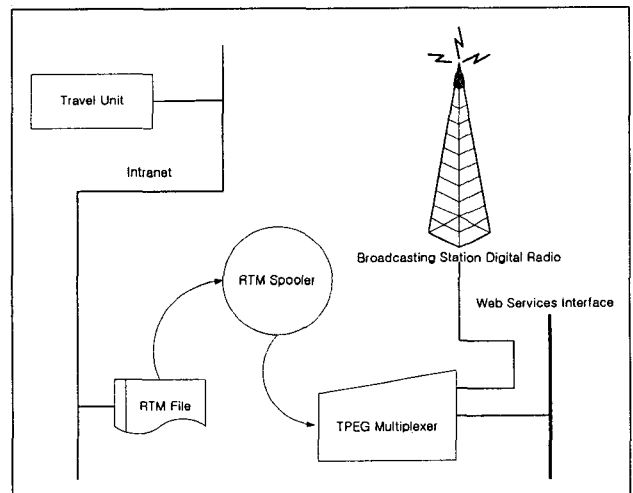 Travel Unit
Intranet
RTM Spooler
Broadcasting Station Digital Radio
Web Services Interface
RTM File
TPEG Multiplexer